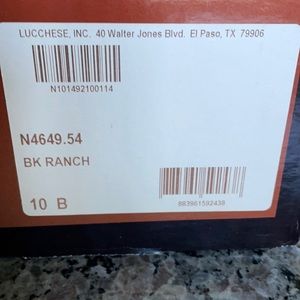 LUCCHESE, INC. 40 Walter Jones Blvd. El Paso, TX 79906
N101492100114
N4649.54
BK RANCH
10 B
883961592438